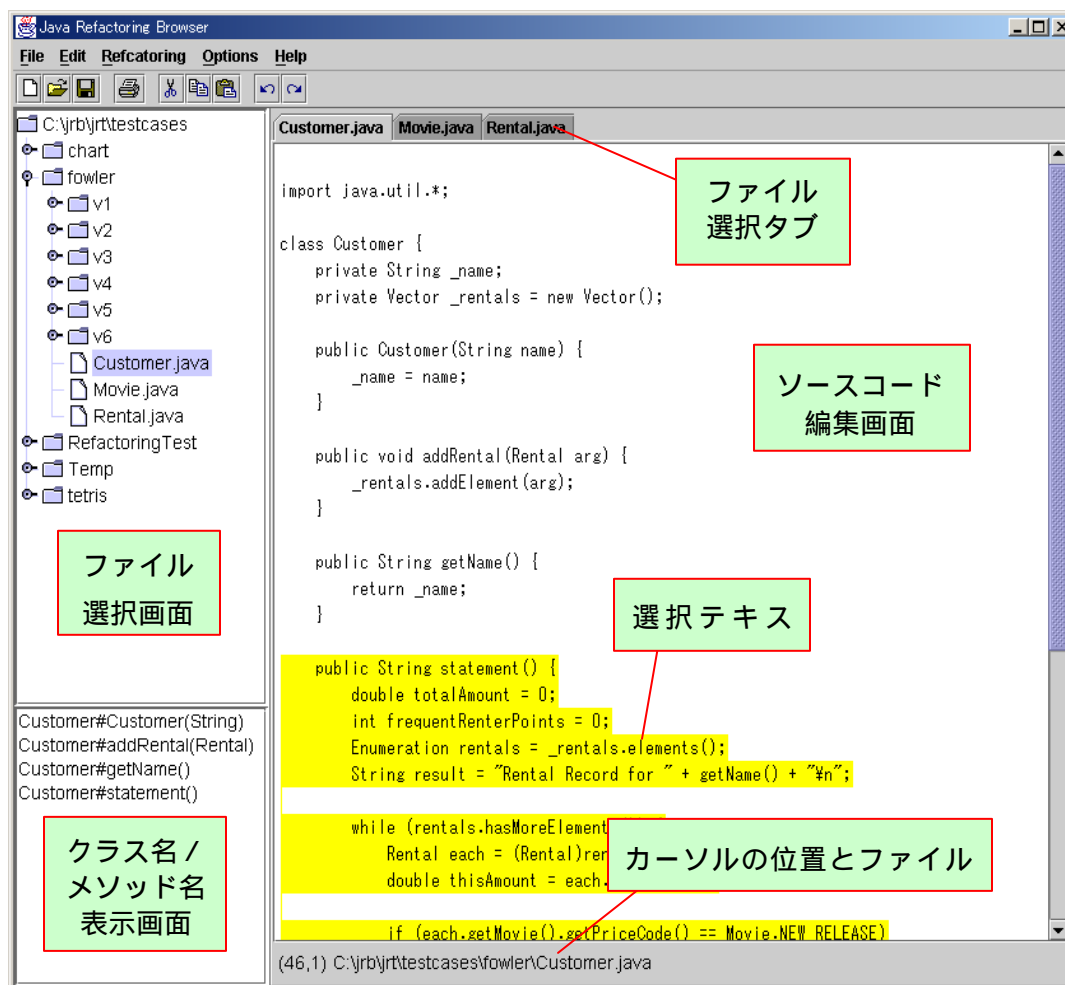 Java Refactoring Browser
File Edit Refcatoring Options Help
C:\jrb\jrt\testcases
chart
fowler
v1
v2
v3
v4
v5
v6
Customer.java
Movie.java
Rental.java
RefactoringTest
Temp
tetris
ファイル
選択画面
Customer#Customer(String)
Customer#addRental(Rental)
Customer#getName()
Customer#statement()
クラス名/
メソッド名
表示画面
Customer.java Movie.java Rental.java
ファイル
選択タブ
import java.util.*;
class Customer {
private String _name;
private Vector _rentals = new Vector();
public Customer(String name) {
_name = name;
}
ソースコード
編集画面
public void addRental(Rental arg) {
_rentals.addElement(arg);
}
public String getName() {
return _name;
}
選択テキス
public String statement() {
double totalAmount = 0;
int frequentRenterPoints = 0;
Enumeration rentals = _rentals.elements();
String result = "Rental Record for " + getName() + "¥n";
while (rentals.hasMoreElement
Rental each = (Rental)ren
double thisAmount = each.
カーソルの位置とファイル
if (each.getMovie().getPriceCode() == Movie.NEW_RELEASE)
(46,1) C:\jrb\jrt\testcases\fowler\Customer.java